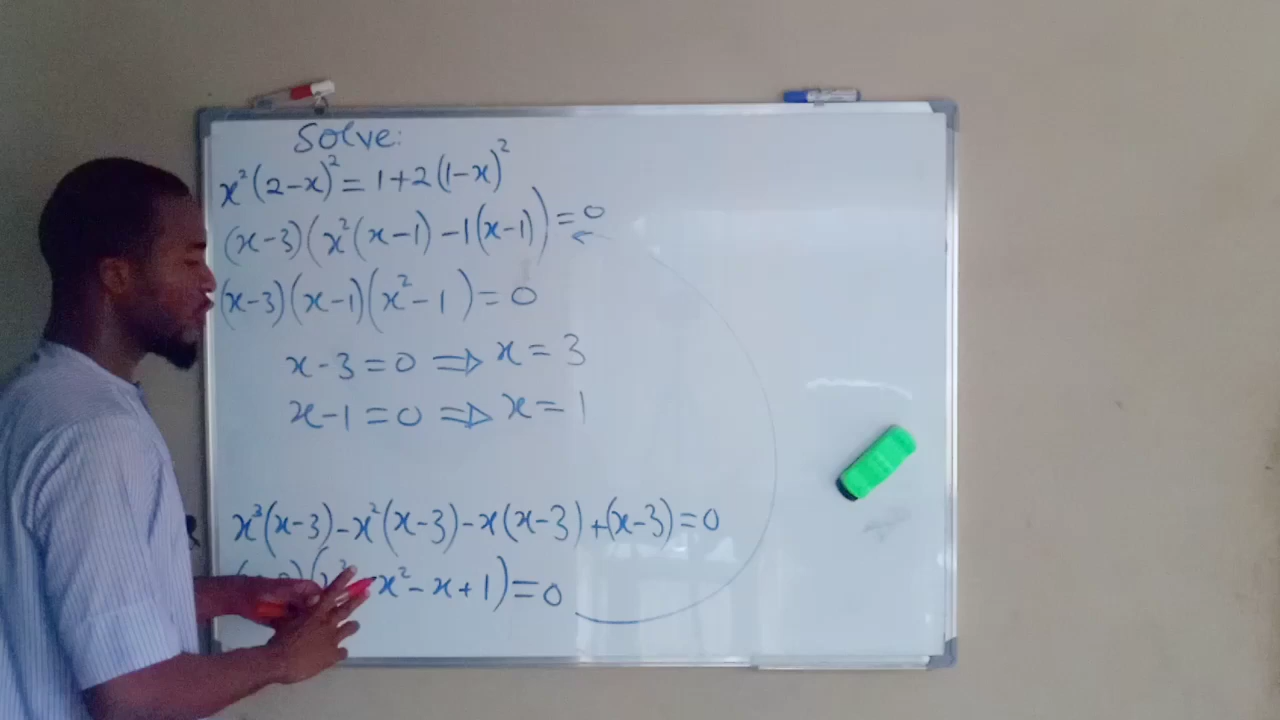 Solve:
x²(2-x)² = 1+2(1-x)²
(x-3)(x²(x-1) -1(x-1)) = 0
(x-3)(x-1)(x²-1) = 0
x-3=0 ⇒ x=3
x-1=0 ⇒ x=1
x³(x-3)-x²(x-3)-x(x-3)+(x-3)=0
x²-x+1)=0